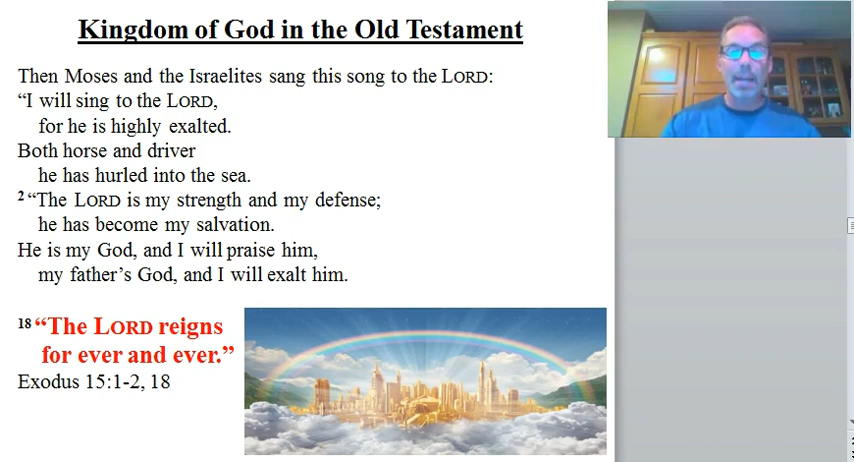 Kingdom of God in the Old Testament
Then Moses and the Israelites sang this song to the LORD:
“I will sing to the LORD,
for he is highly exalted.
Both horse and driver
he has hurled into the sea.
2 “The LORD is my strength and my defense;
he has become my salvation.
He is my God, and I will praise him,
my father’s God, and I will exalt him.
18 “The LORD reigns
for ever and ever.”
Exodus 15:1-2, 18